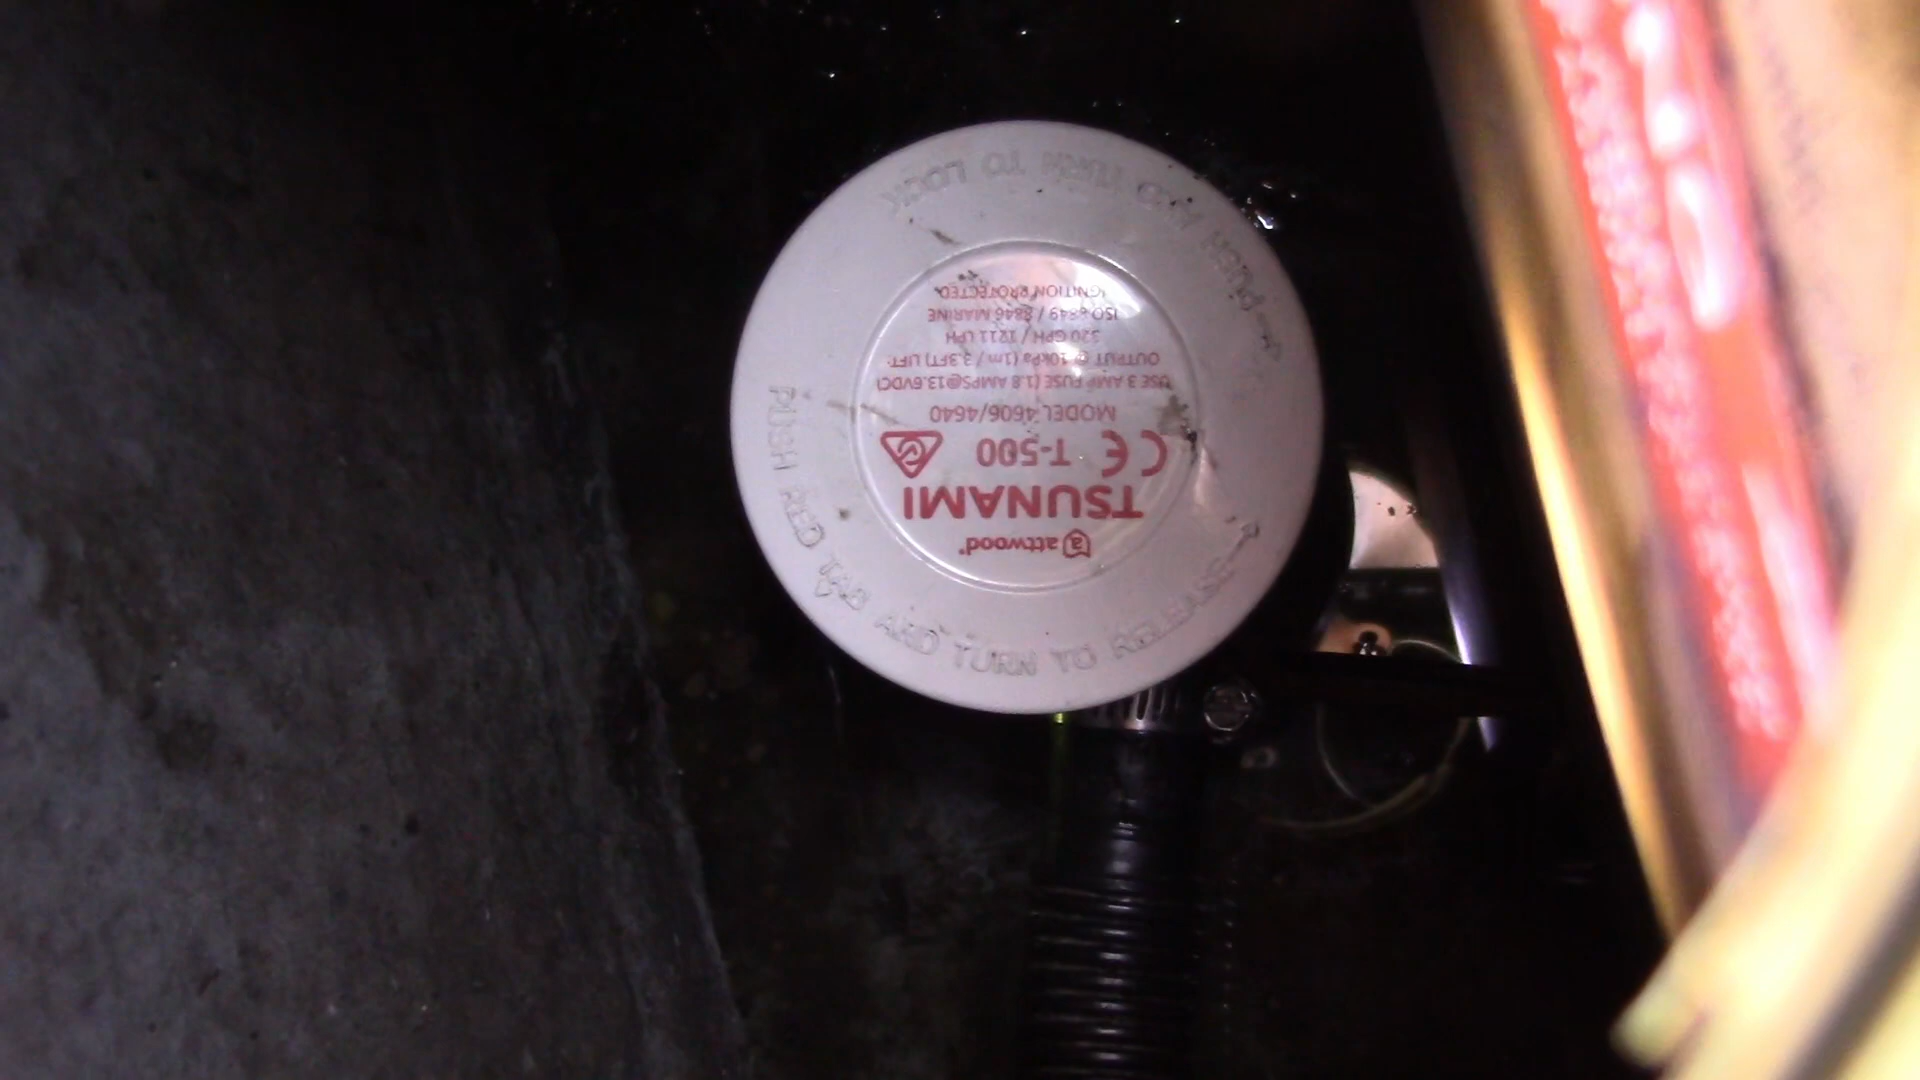 attwood
TSUNAMI
CE T-500
MODEL 4606/4640
USE 3 AMP FUSE (1.8 AMPS@13.6VDC)
OUTPUT @ 10kPa (1m / 3.3FT) LIFT:
320 GPH / 1211 LPH
ISO 8849 / 8846 MARINE
IGNITION PROTECTED
PUSH AND TURN TO LOCK
PUSH RED TAB AND TURN TO RELEASE